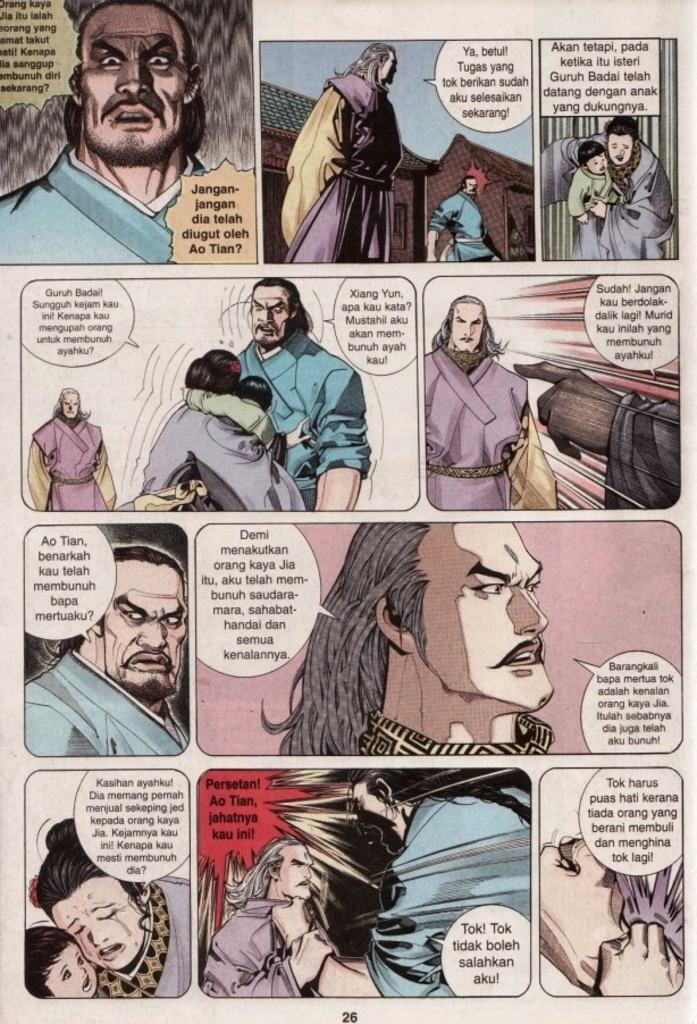 Orang kaya
Jia itu ialah
seorang yang
amat takut
mati! Kenapa
dia sanggup
membunuh diri
sekarang?
Jangan-
jangan
dia telah
diugut oleh
Ao Tian?
Ya, betul!
Tugas yang
tok berikan sudah
aku selesaikan
sekarang!
Akan tetapi, pada
ketika itu isteri
Guruh Badai telah
datang dengan anak
yang dukungnya.
Guruh Badai!
Sungguh kejam kau
ini! Kenapa kau
mengupah orang
untuk membunuh
ayahku?
Xiang Yun,
apa kau kata?
Mustahil aku
akan mem-
bunuh ayah
kau!
Sudah! Jangan
kau berdolak-
dalik lagi! Murid
kau inilah yang
membunuh
ayahku!
Ao Tian,
benarkah
kau telah
membunuh
bapa
mertuaku?
Demi
menakutkan
orang kaya Jia
itu, aku telah mem-
bunuh saudara-
mara, sahabat-
handai dan
semua
kenalannya.
Barangkali
bapa mertua tok
adalah kenalan
orang kaya Jia.
Itulah sebabnya
dia juga telah
aku bunuh!
Kasihan ayahku!
Dia memang pernah
menjual sekeping jed
kepada orang kaya
Jia. Kejamnya kau
ini! Kenapa kau
mesti membunuh
dia?
Persetan!
Ao Tian,
jahatnya
kau ini!
Tok! Tok
tidak boleh
salahkan
aku!
Tok harus
puas hati kerana
tiada orang yang
berani membuli
dan menghina
tok lagi!
26